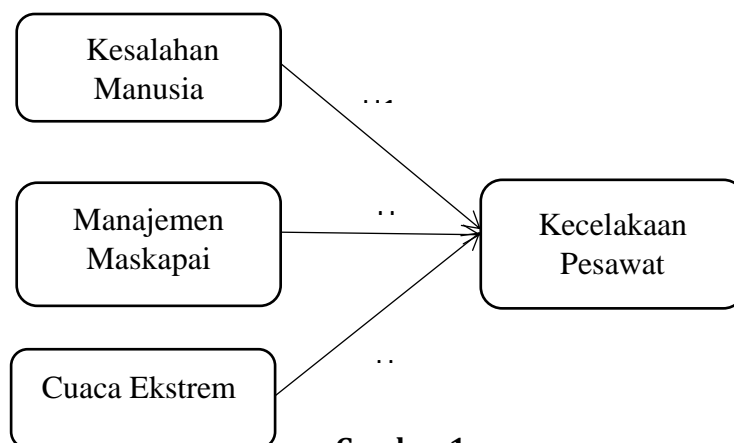 Kesalahan
Manusia
Manajemen
Maskapai
Kecelakaan
Pesawat
Cuaca Ekstrem